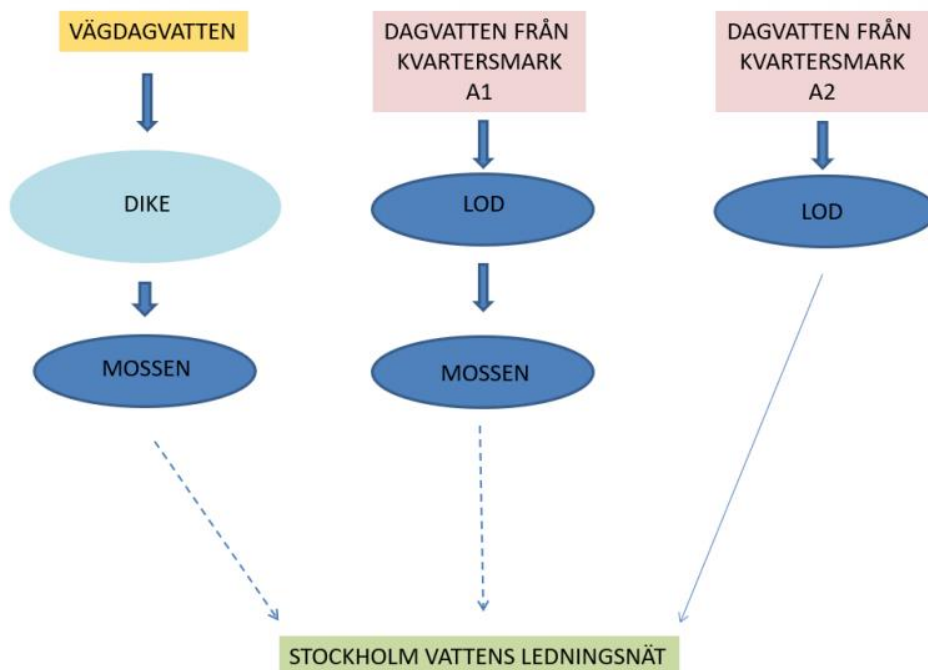 VÄGDAGVATTEN
DAGVATTEN FRÅN
KVARTERSMARK
A1
DAGVATTEN FRÅN
KVARTERSMARK
A2
DIKE
LOD
LOD
MOSSEN
MOSSEN
STOCKHOLM VATTENS LEDNINGSNÄT